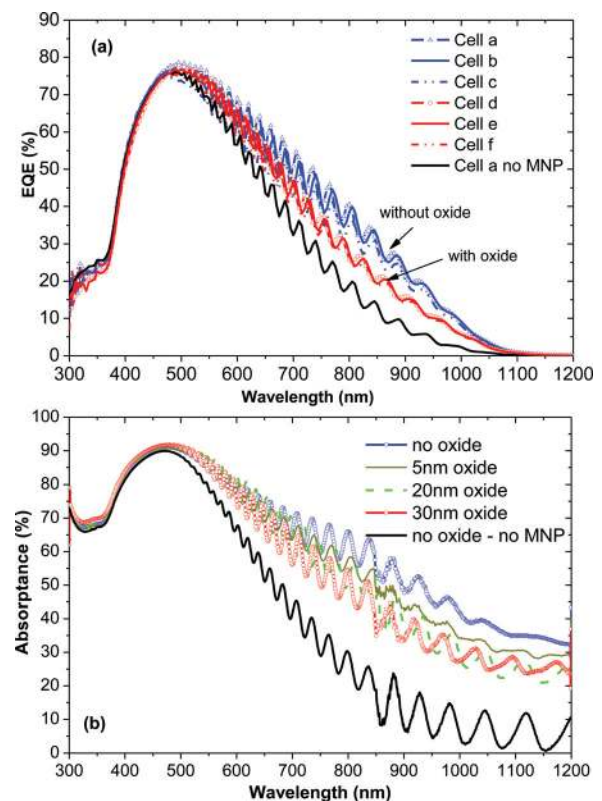 (a)
Cell a
Cell b
Cell c
Cell d
Cell e
Cell f
Cell a no MNP
without oxide
with oxide
EQE (%)
90
80
70
60
50
40
30
20
10
0
300 400 500 600 700 800 900 1000 1100 1200
Wavelength (nm)
no oxide
5nm oxide
20nm oxide
30nm oxide
no oxide - no MNP
(b)
Absorptance (%)
100
90
80
70
60
50
40
30
20
10
0
300 400 500 600 700 800 900 1000 1100 1200
Wavelength (nm)